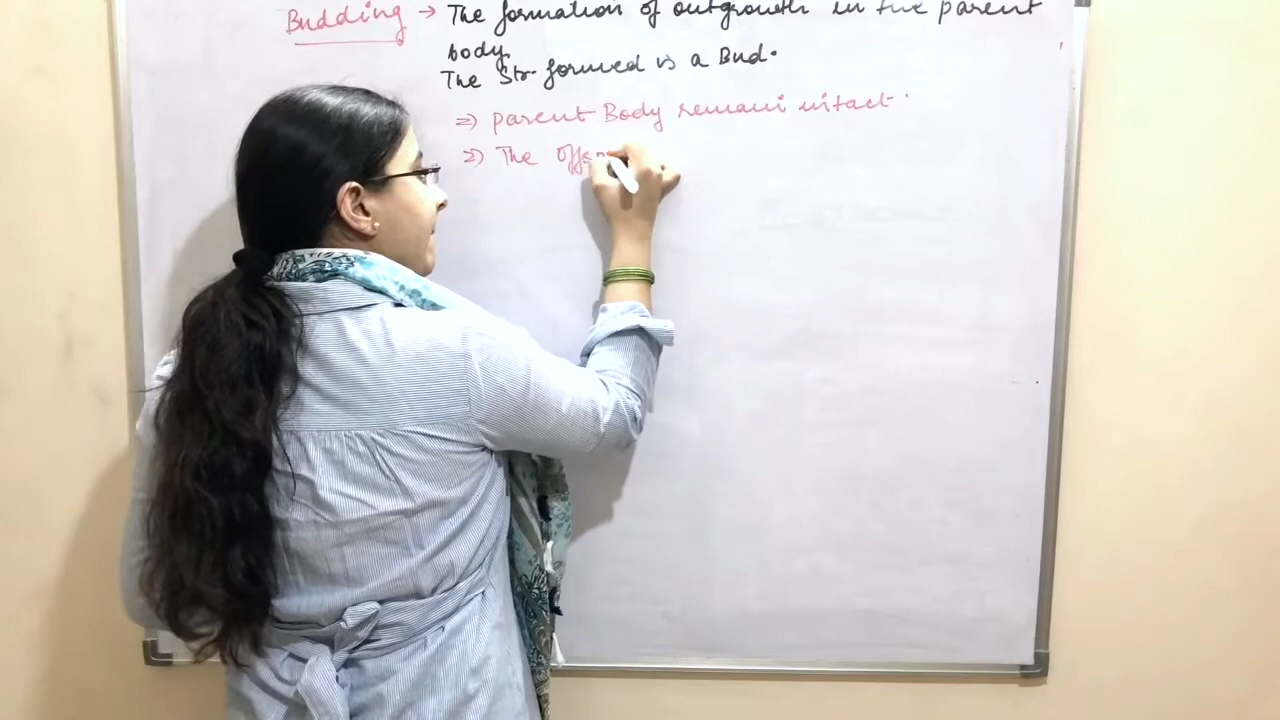 Budding → The formation of outgrowth in the parent
body
The Str. formed is a Bud.
=) parent Body remain intact.
=) The Offsp